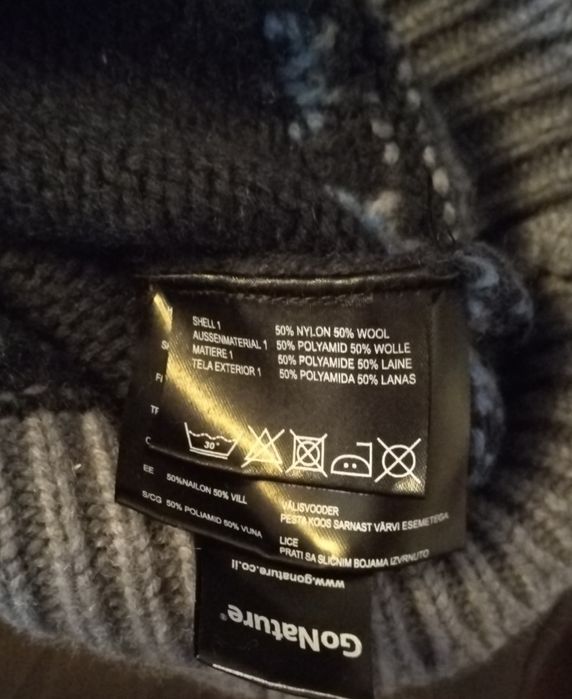 SHELL 1 50% NYLON 50% WOOL
AUSSENMATERIAL 1 50% POLYAMID 50% WOLLE
MATIERE 1 50% POLYAMIDE 50% LAINE
TELA EXTERIOR 1 50% POLYAMIDA 50% LANAS
30°
FI
TF
C
EE 50%NAILON 50% VILL VÄLISVOODER
PESTA KOOS SARNAST VÄRVI ESEMETEGA
S/CG 50% POLIAMID 50% VUNA LICE
PRATI SA SLIČNIM BOJAMA IZVRNUTO
www.gonature.co.il
GoNature®